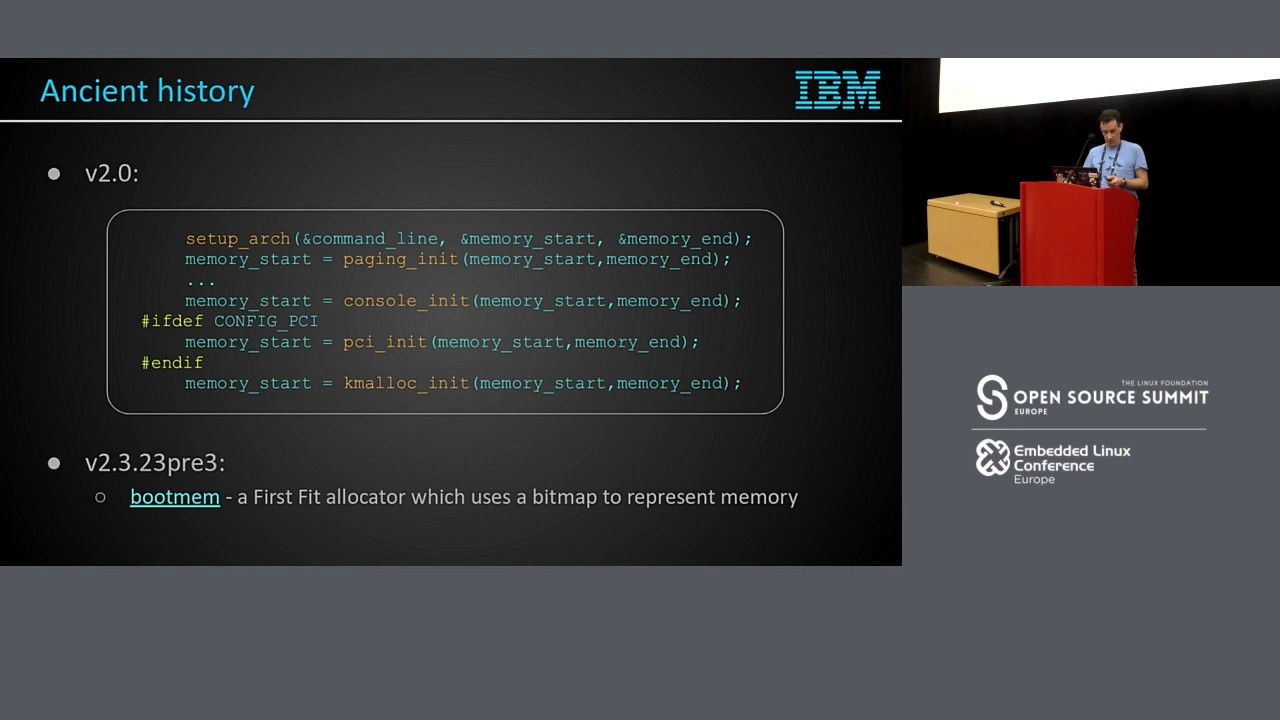 Ancient history
IBM
v2.0:
setup_arch(&command_line, &memory_start, &memory_end);
memory_start = paging_init(memory_start,memory_end);
...
memory_start = console_init(memory_start,memory_end);
#ifdef CONFIG_PCI
memory_start = pci_init(memory_start,memory_end);
#endif
memory_start = kmalloc_init(memory_start,memory_end);
v2.3.23pre3:
bootmem - a First Fit allocator which uses a bitmap to represent memory
THE LINUX FOUNDATION
OPEN SOURCE SUMMIT
EUROPE
Embedded Linux
Conference
Europe